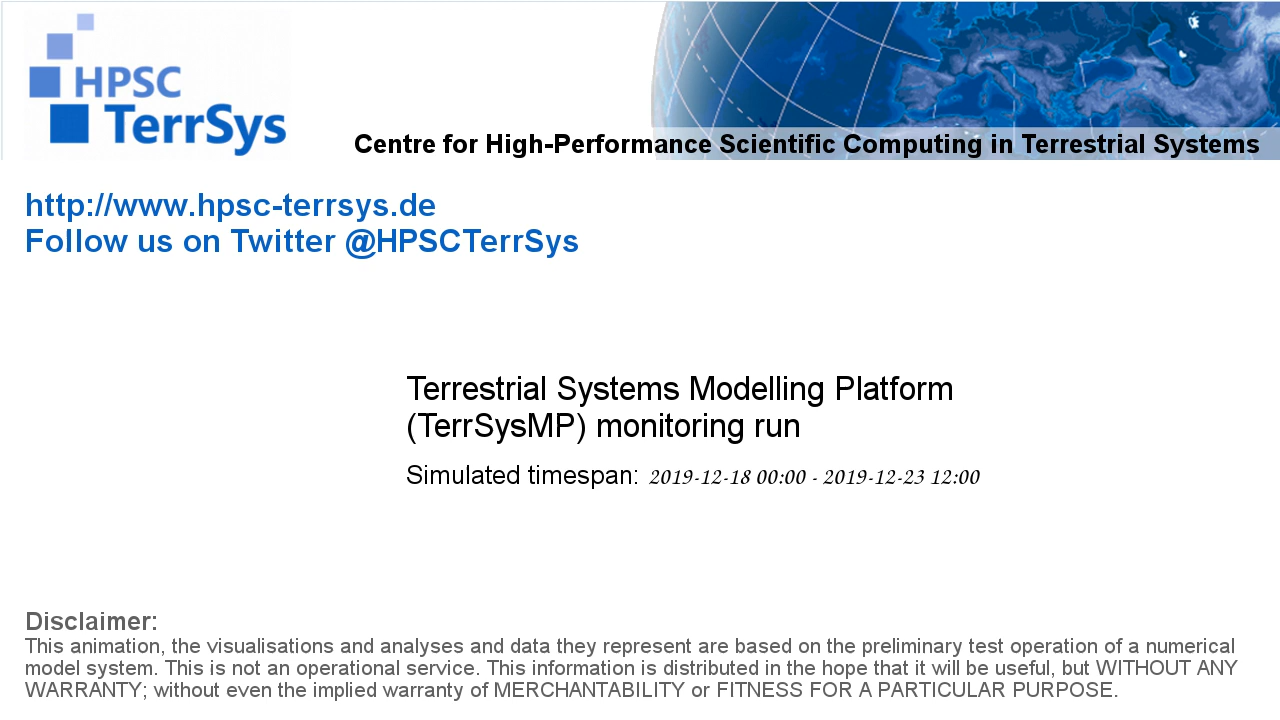 HPSC
TerrSys
Centre for High-Performance Scientific Computing in Terrestrial Systems
http://www.hpsc-terrsys.de
Follow us on Twitter @HPSCTerrSys
Terrestrial Systems Modelling Platform
(TerrSysMP) monitoring run
Simulated timespan: 2019-12-18 00:00 - 2019-12-23 12:00
Disclaimer:
This animation, the visualisations and analyses and data they represent are based on the preliminary test operation of a numerical
model system. This is not an operational service. This information is distributed in the hope that it will be useful, but WITHOUT ANY
WARRANTY; without even the implied warranty of MERCHANTABILITY or FITNESS FOR A PARTICULAR PURPOSE.